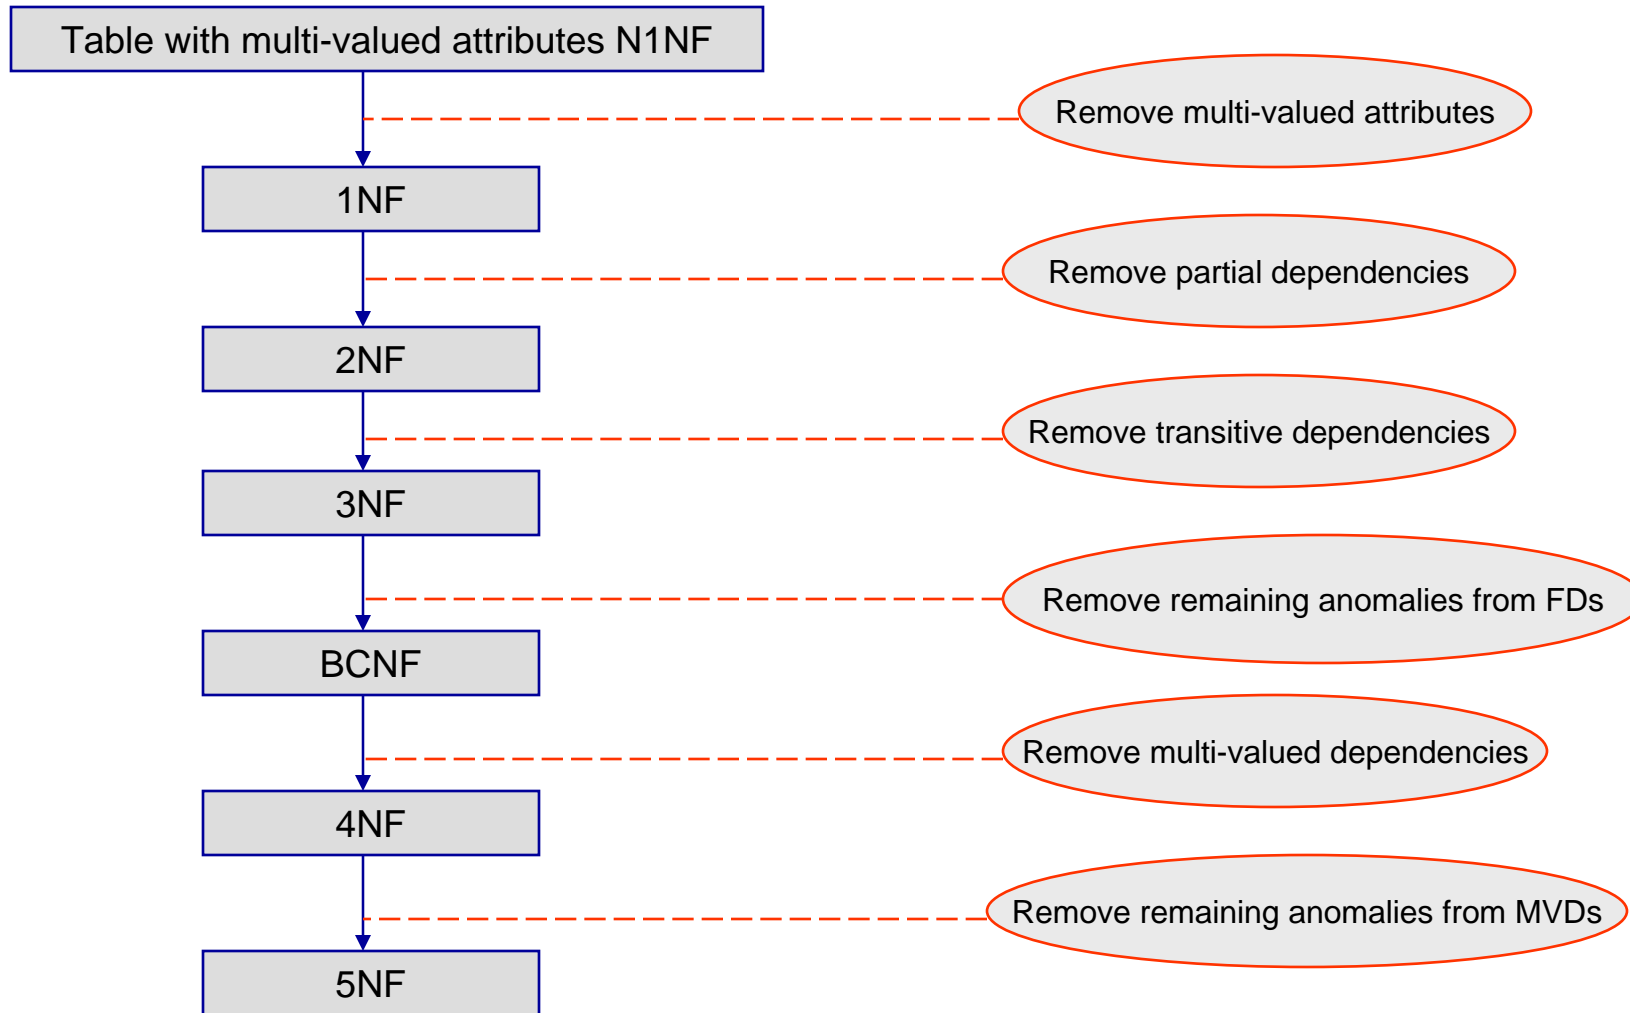 Table with multi-valued attributes N1NF
Remove multi-valued attributes
1NF
Remove partial dependencies
2NF
Remove transitive dependencies
3NF
Remove remaining anomalies from FDs
BCNF
Remove multi-valued dependencies
4NF
Remove remaining anomalies from MVDs
5NF